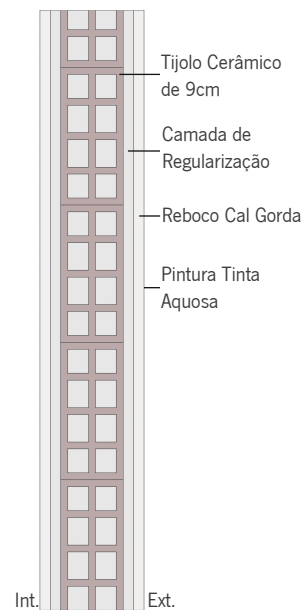 Tijolo Cerâmico
de 9cm
Camada de
Regularização
Reboco Cal Gorda
Pintura Tinta
Aquosa
Int.
Ext.